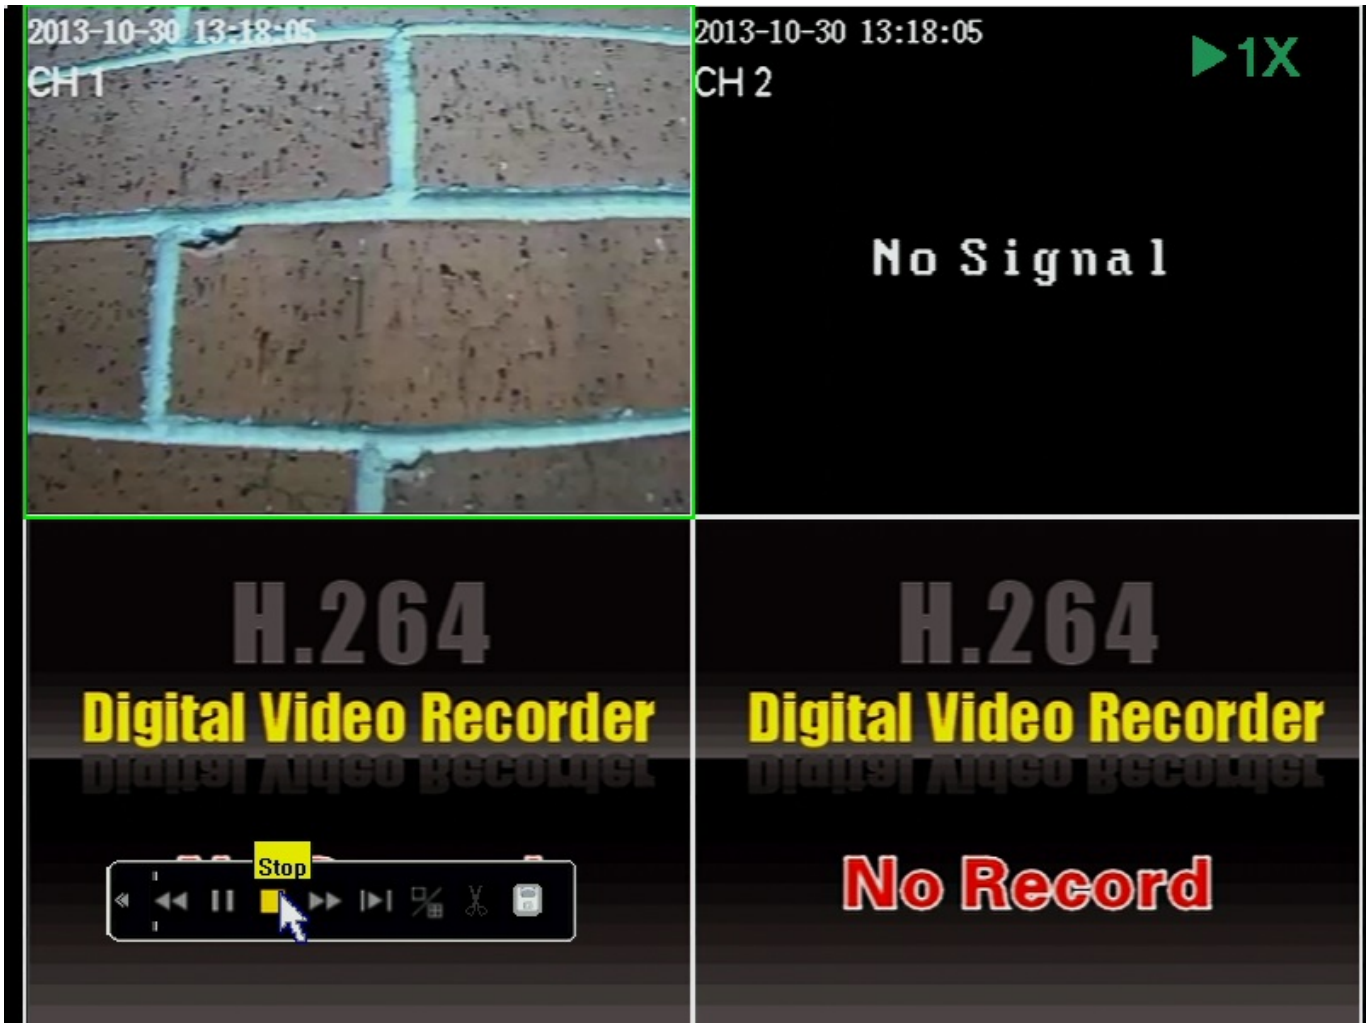 2013-10-30 13:18:05
CH 1
2013-10-30 13:18:05
CH 2
1X
No Signal
H.264
Digital Video Recorder
Stop
H.264
Digital Video Recorder
No Record